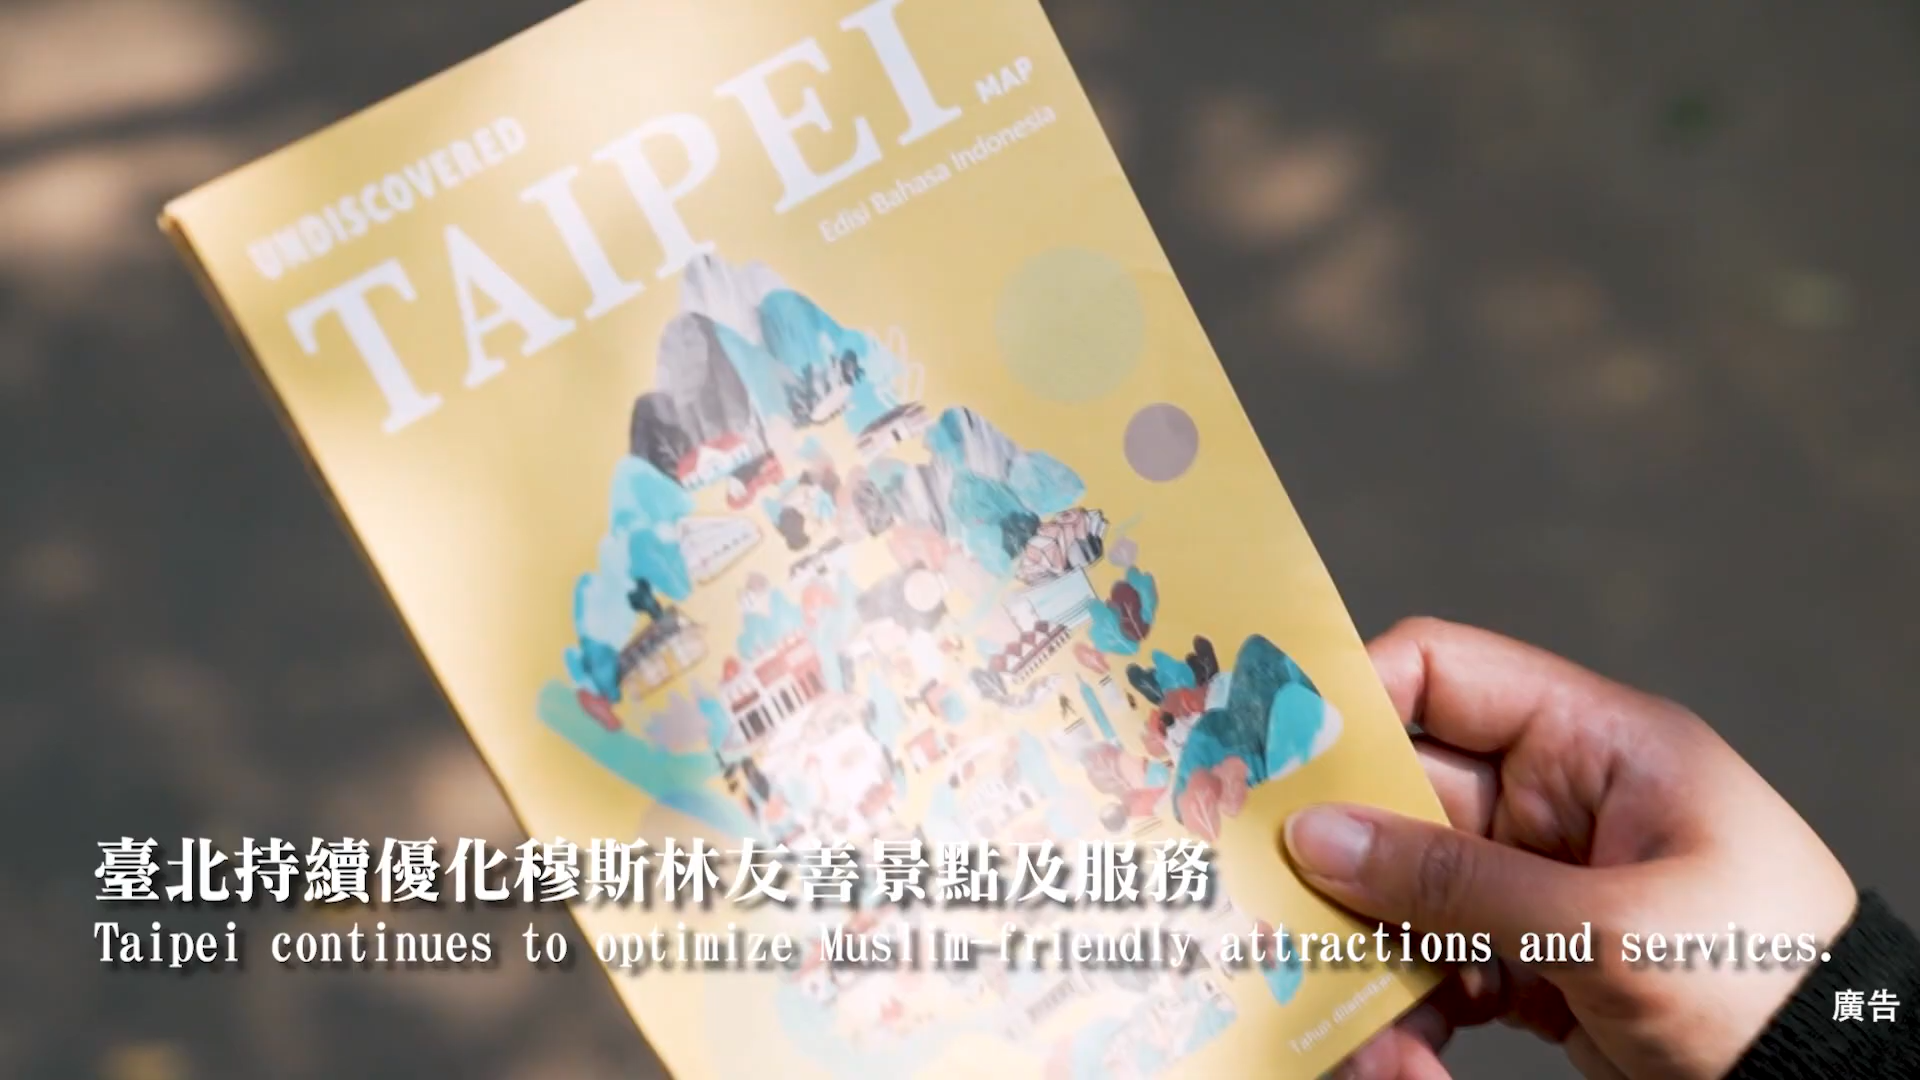 UNDISCOVERED
TAIPEI
MAP
Edisi Bahasa Indonesia
臺北持續優化穆斯林友善景點及服務
Taipei continues to optimize Muslim-friendly attractions and services.
廣告
Tahun